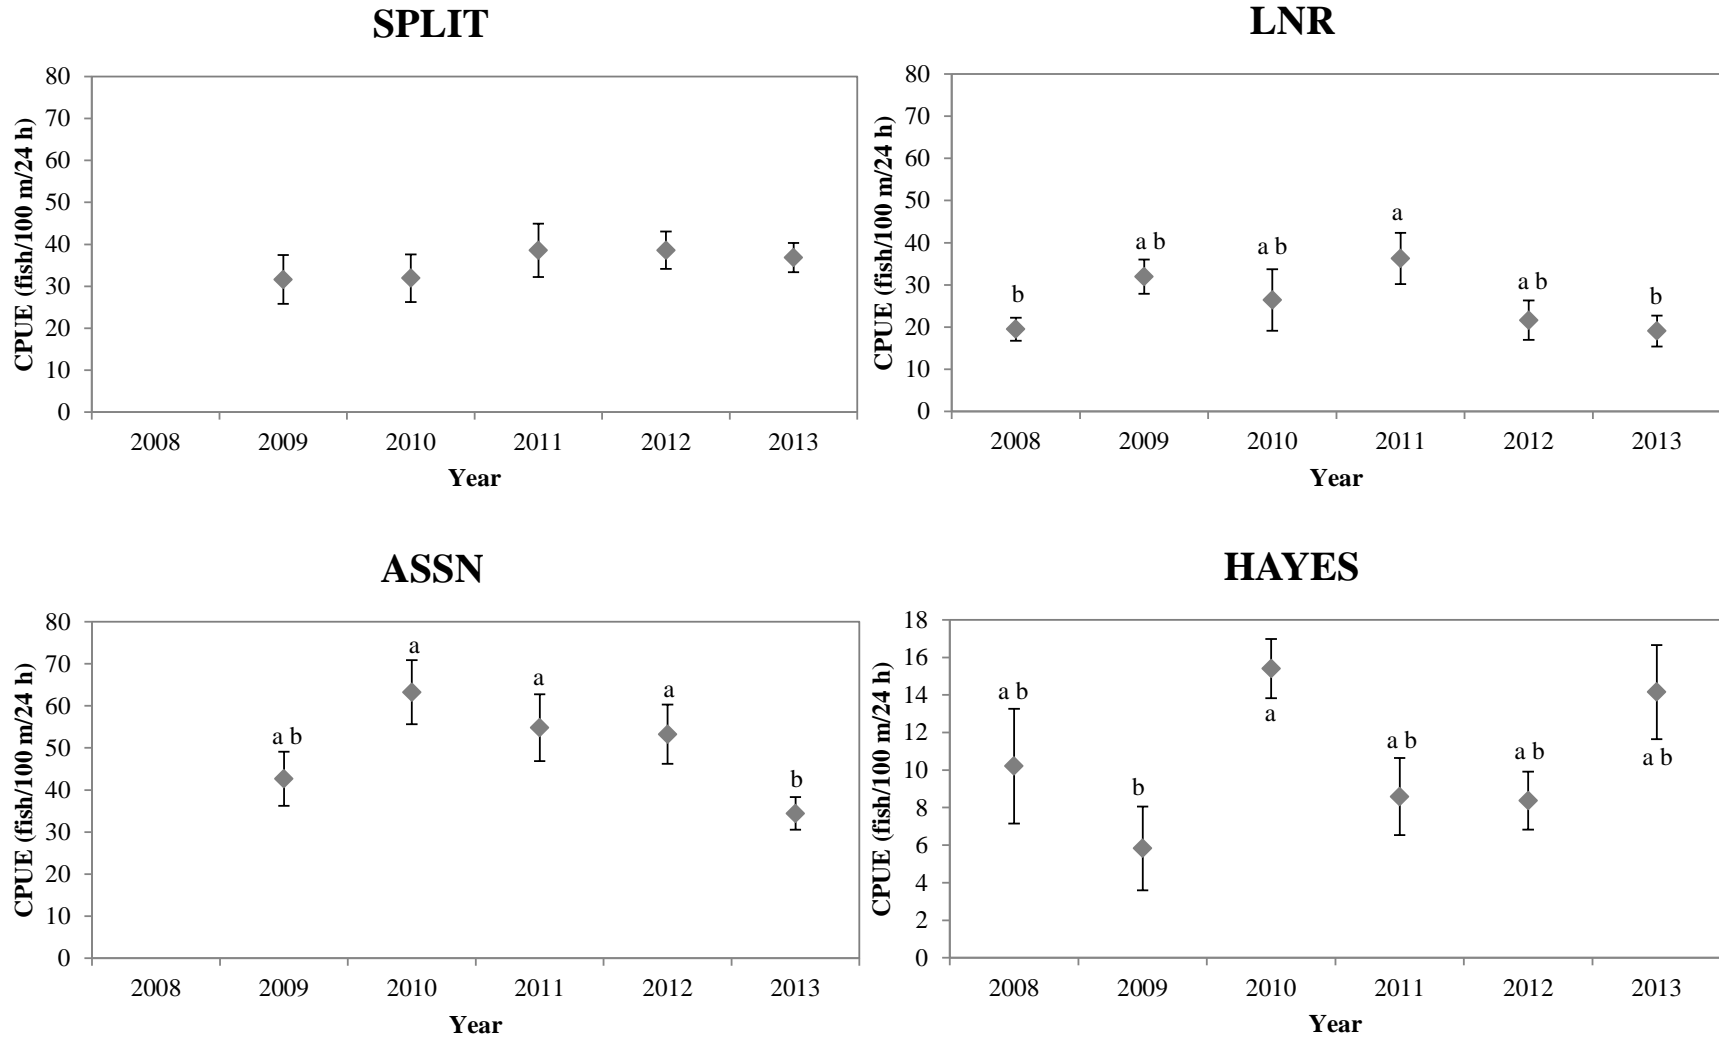 SPLIT
CPUE (fish/100 m/24 h)
80
70
60
50
40
30
20
10
0
2008 2009 2010 2011 2012 2013
Year
LNR
CPUE (fish/100 m/24 h)
80
70
60
50
40
30
20
10
0
b
a b
a b
a
a b
b
2008 2009 2010 2011 2012 2013
Year
ASSN
CPUE (fish/100 m/24 h)
80
70
60
50
40
30
20
10
0
a b
a
a
a
b
2008 2009 2010 2011 2012 2013
Year
HAYES
CPUE (fish/100 m/24 h)
18
16
14
12
10
8
6
4
2
0
a b
b
a
a b
a b
a b
2008 2009 2010 2011 2012 2013
Year